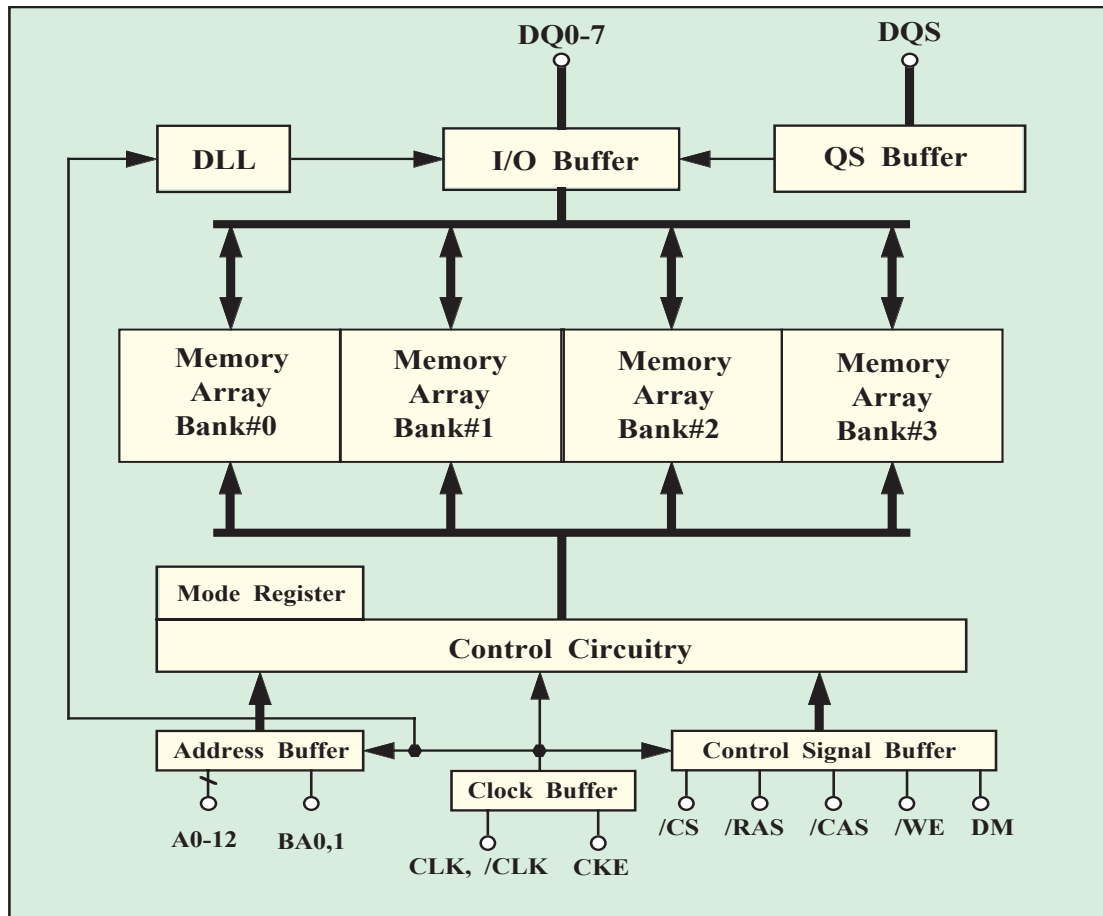 DQ0-7
DQS
DLL
I/O Buffer
QS Buffer
Memory
Array
Bank#0
Memory
Array
Bank#1
Memory
Array
Bank#2
Memory
Array
Bank#3
Mode Register
Control Circuitry
Address Buffer
Control Signal Buffer
Clock Buffer
A0-12
BA0,1
/CS
/RAS
/CAS
/WE
DM
CLK, /CLK
CKE